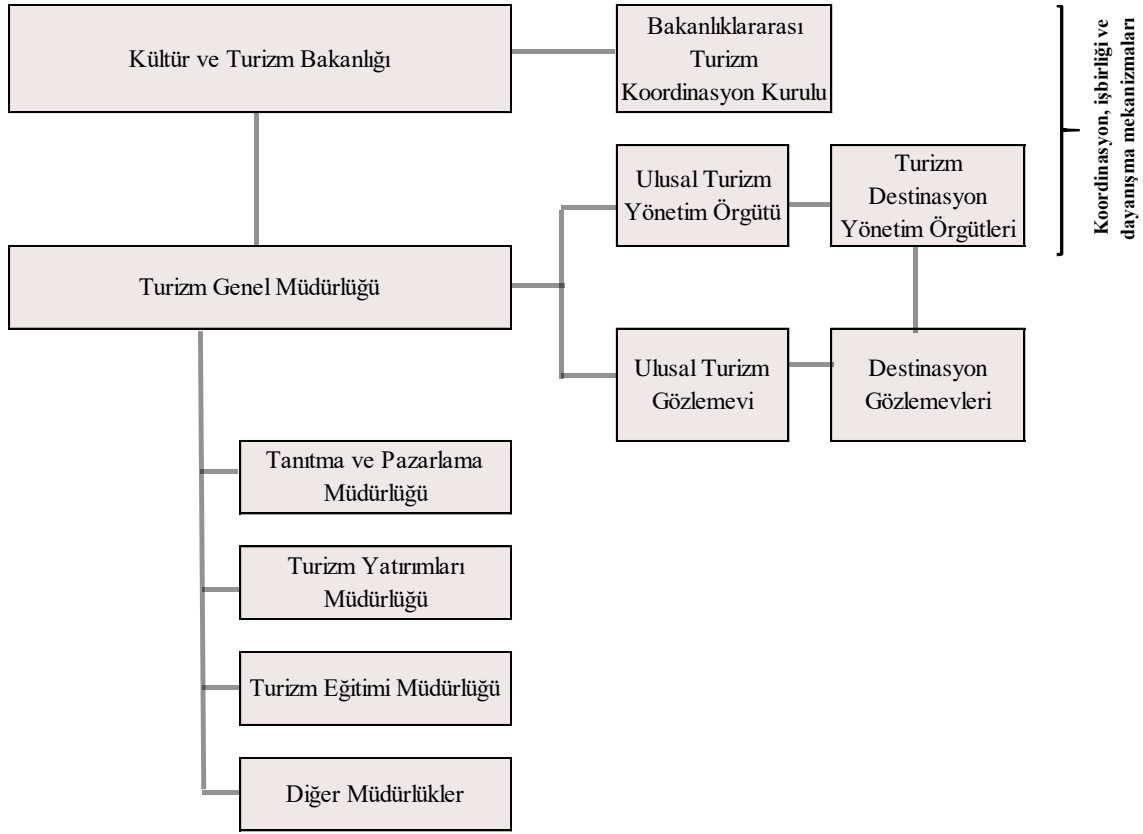 Kültür ve Turizm Bakanlığı
Bakanlıklararası
Turizm
Koordinasyon Kurulu
Koordinasyon, işbirliği ve
dayanışma mekanizmaları
Ulusal Turizm
Yönetim Örgütü
Turizm
Destinasyon
Yönetim Örgütleri
Turizm Genel Müdürlüğü
Ulusal Turizm
Gözlemevi
Destinasyon
Gözlemevleri
Tanıtma ve Pazarlama
Müdürlüğü
Turizm Yatırımları
Müdürlüğü
Turizm Eğitimi Müdürlüğü
Diğer Müdürlükler